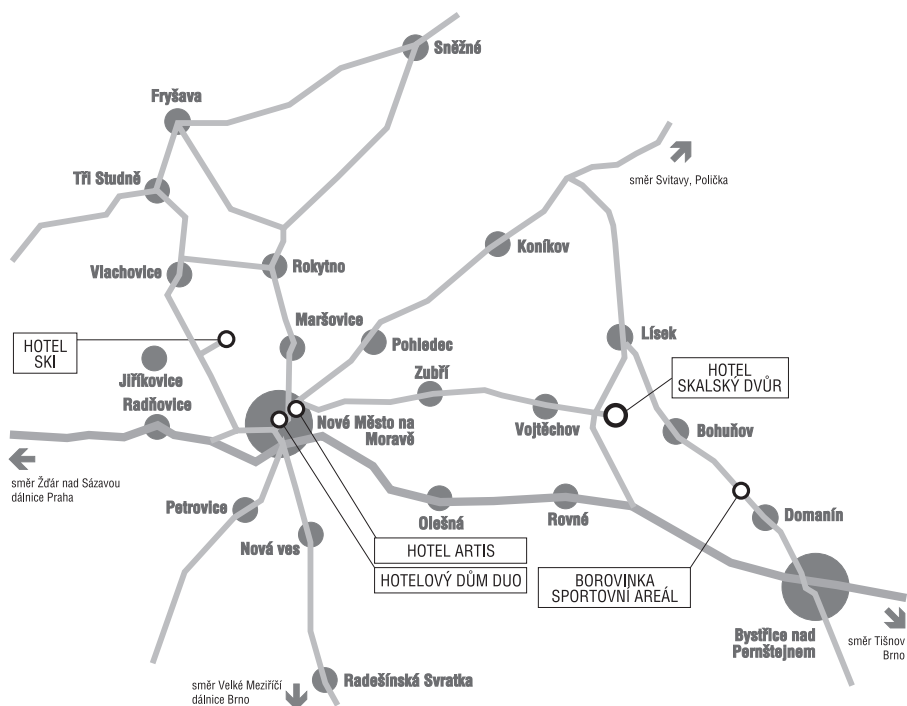 Sněžné
Fryšava
směr Svitavy, Polička
Tři Studně
Koníkov
Vlachovice
Rokytno
Maršovice
Lísek
HOTEL
SKI
Pohledec
HOTEL
SKALSKÝ DVŮR
Jiříkovice
Zubří
Radňovice
Nové Město na
Moravě
Vojtěchov
Bohuňov
směr Žďár nad Sázavou
dálnice Praha
Petrovice
Olešná
Rovné
Domanín
Nová ves
HOTEL ARTIS
HOTELOVÝ DŮM DUO
BOROVINKA
SPORTOVNÍ AREÁL
Bystřice nad
Pernštejnem
směr Tišnov
Brno
směr Velké Meziříčí
dálnice Brno
Radešínská Svratka